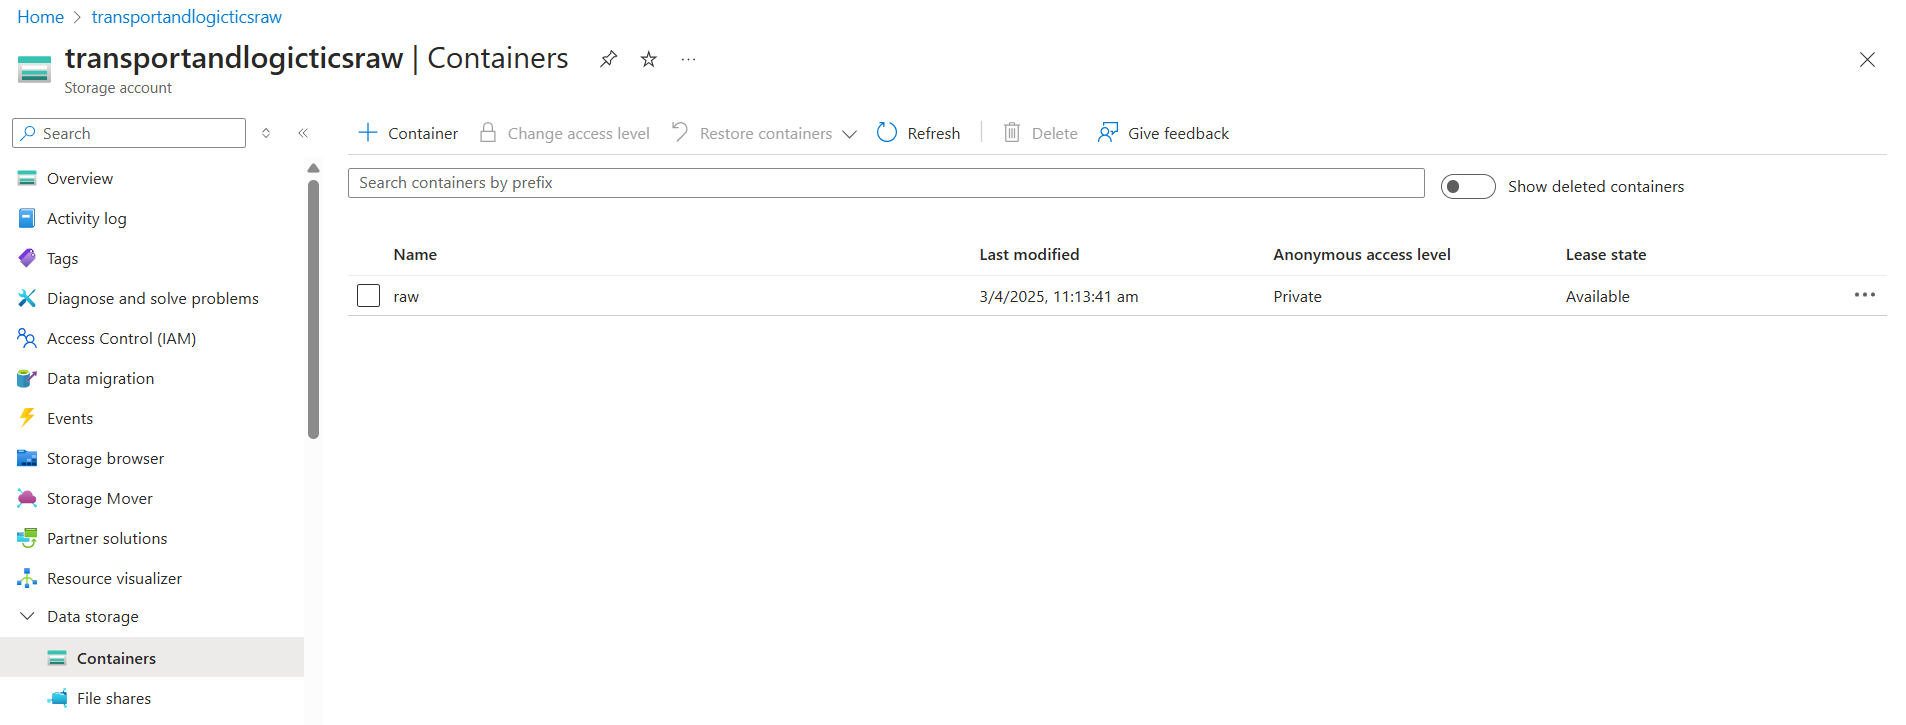 Home > transportandlogicticsraw
transportandlogicticsraw | Containers
Storage account
Search
Overview
Activity log
Tags
Diagnose and solve problems
Access Control (IAM)
Data migration
Events
Storage browser
Storage Mover
Partner solutions
Resource visualizer
Data storage
Containers
File shares
Container Change access level Restore containers Refresh Delete Give feedback
Search containers by prefix
Show deleted containers
Name Last modified Anonymous access level Lease state
raw 3/4/2025, 11:13:41 am Private Available